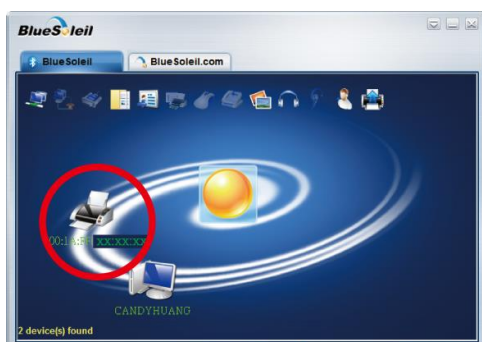 BlueSoleil
BlueSoleil
BlueSoleil.com
xx:xx:xx
CANDYHUANG
2 device(s) found